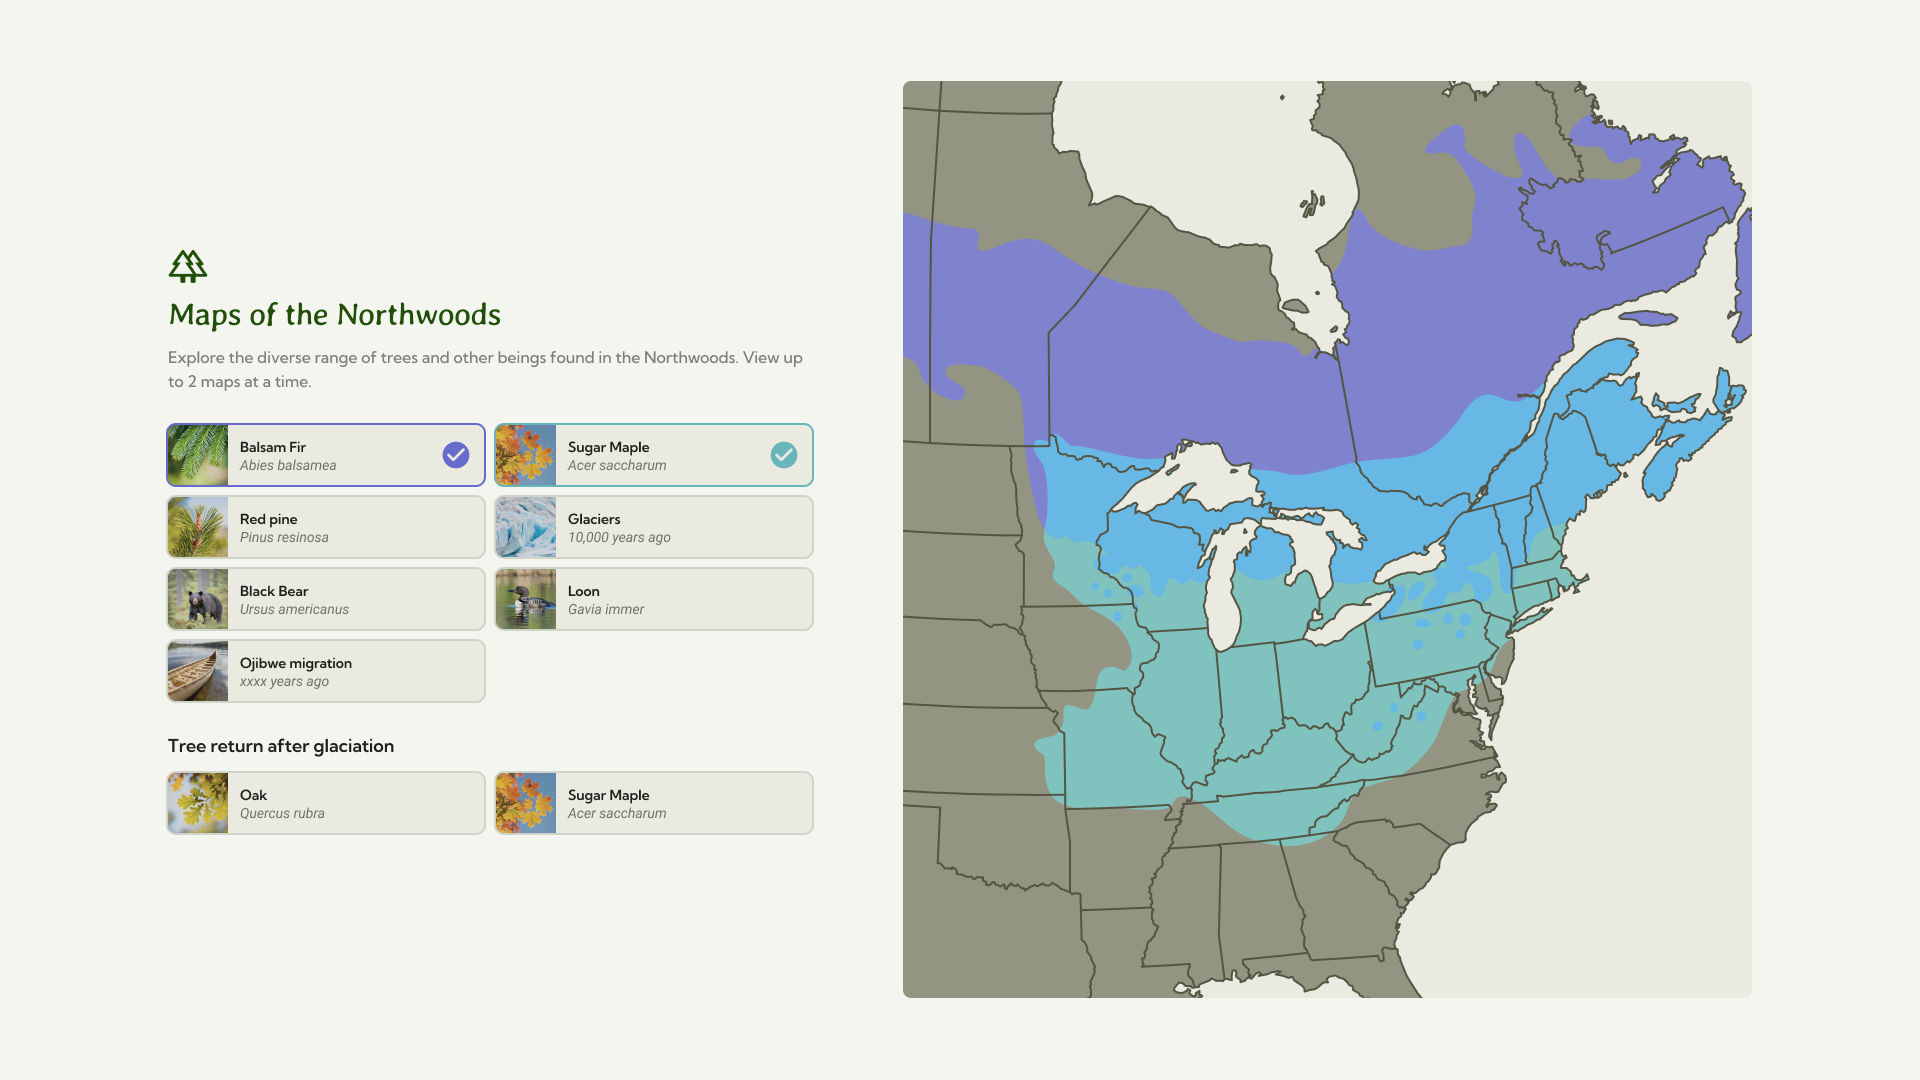 Maps of the Northwoods
Explore the diverse range of trees and other beings found in the Northwoods. View up
to 2 maps at a time.
Balsam Fir
Abies balsamea
Sugar Maple
Acer saccharum
Red pine
Pinus resinosa
Glaciers
10,000 years ago
Black Bear
Ursus americanus
Loon
Gavia immer
Ojibwe migration
xxxx years ago
Tree return after glaciation
Oak
Quercus rubra
Sugar Maple
Acer saccharum